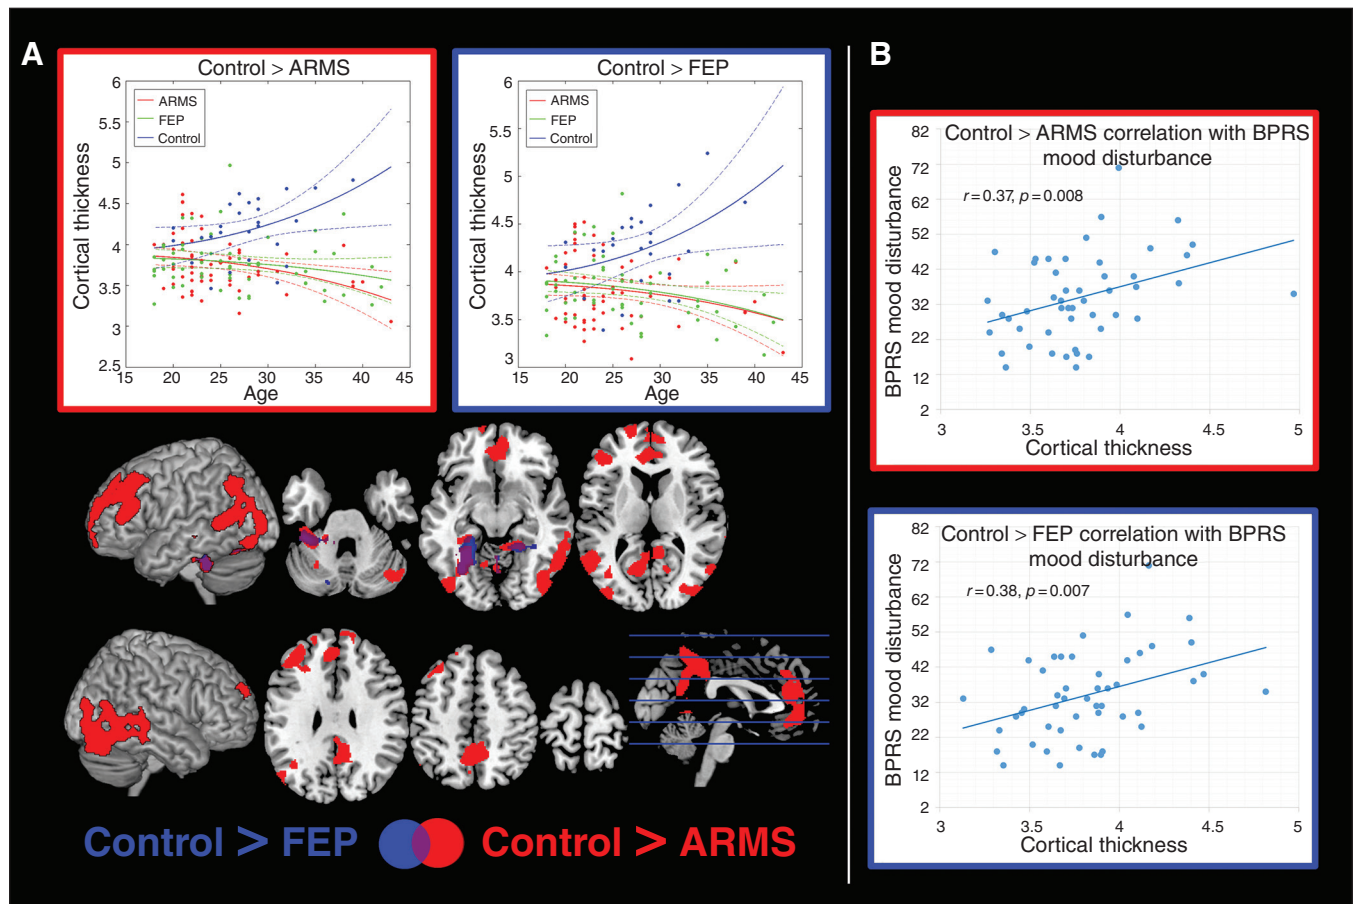 A
Control > ARMS
6
5.5
5
4.5
4
3.5
3
2.5
15 20 25 30 35 40 45
Cortical thickness
Age
ARMS
FEP
Control
Control > FEP
6
5.5
5
4.5
4
3.5
3
15 20 25 30 35 40 45
Cortical thickness
Age
ARMS
FEP
Control
Control > FEP
Control > ARMS
B
Control > ARMS correlation with BPRS
mood disturbance
r=0.37, p=0.008
82
72
62
52
42
32
22
12
2
3 3.5 4 4.5 5
BPRS mood disturbance
Cortical thickness
Control > FEP correlation with BPRS
mood disturbance
r=0.38, p=0.007
82
72
62
52
42
32
22
12
2
3 3.5 4 4.5 5
BPRS mood disturbance
Cortical thickness